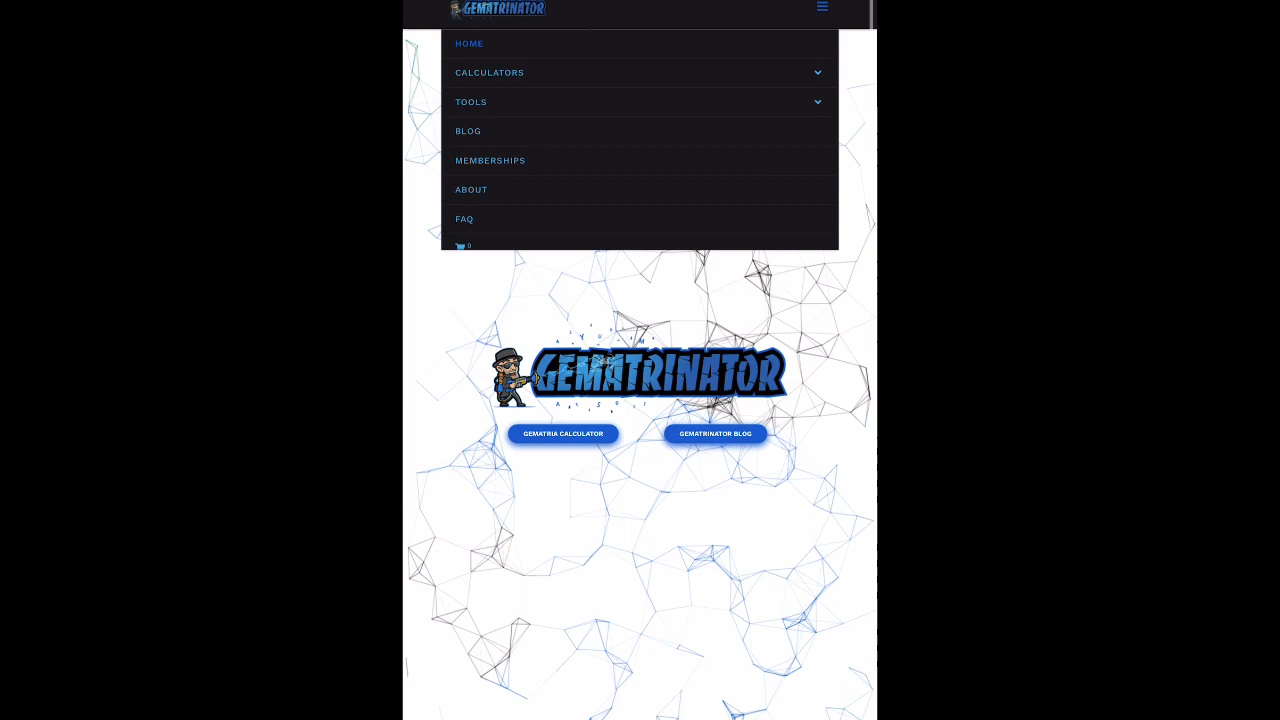 GEMATRINATOR
HOME
CALCULATORS
TOOLS
BLOG
MEMBERSHIPS
ABOUT
FAQ
0
GEMATRINATOR
GEMATRIA CALCULATOR
GEMATRINATOR BLOG